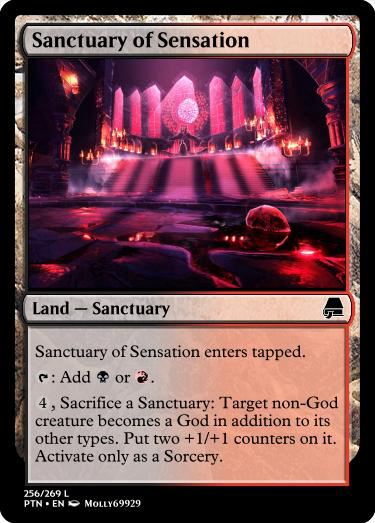 Sanctuary of Sensation
Land — Sanctuary
Sanctuary of Sensation enters tapped.
: Add or .
4 , Sacrifice a Sanctuary: Target non-God
creature becomes a God in addition to its
other types. Put two +1/+1 counters on it.
Activate only as a Sorcery.
256/269 L
PTN • EN Molly69929